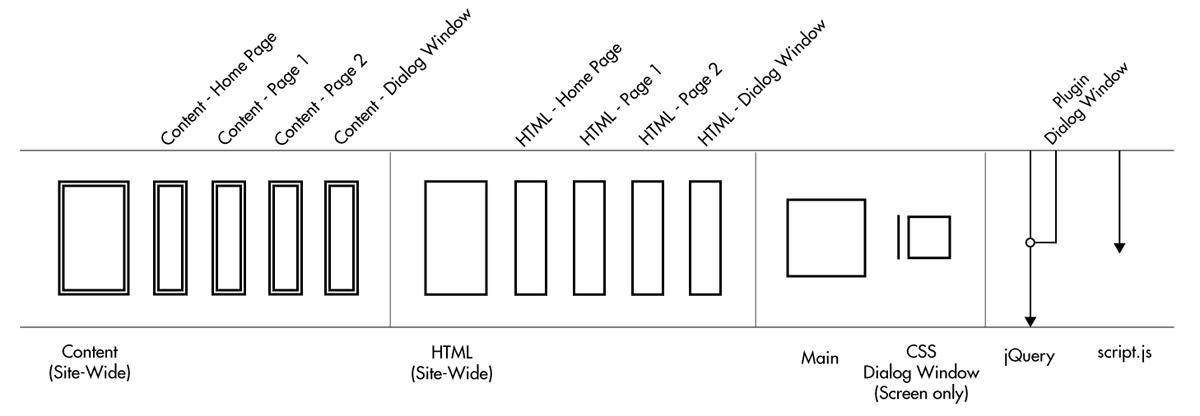 Content - Home Page
Content - Page 1
Content - Page 2
Content - Dialog Window
HTML - Home Page
HTML - Page 1
HTML - Page 2
HTML - Dialog Window
Plugin
Dialog Window
Content
(Site-Wide)
HTML
(Site-Wide)
Main
CSS
Dialog Window
(Screen only)
jQuery
script.js